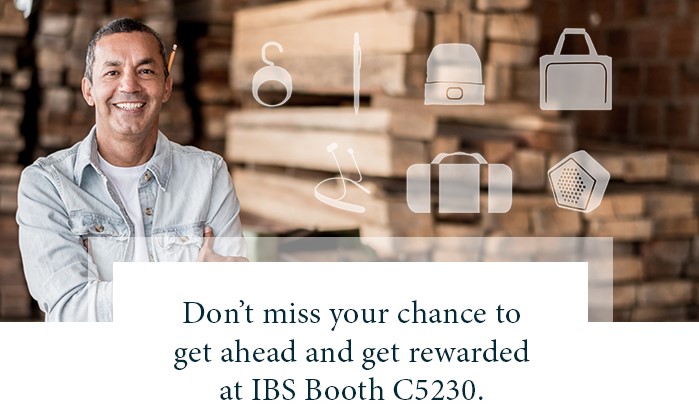 Don’t miss your chance to
get ahead and get rewarded
at IBS Booth C5230.